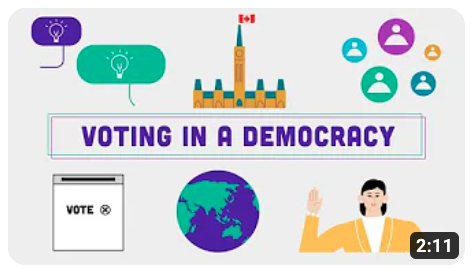 VOTING IN A DEMOCRACY
VOTE
2:11